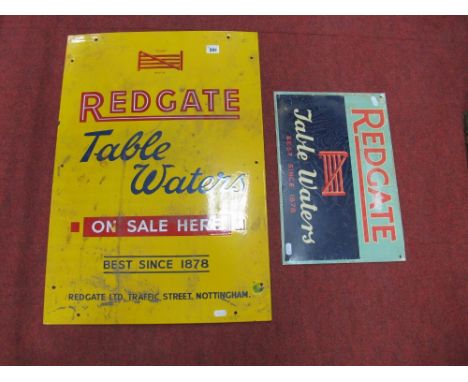 REDGATE
Table
Waters
ON SALE HERE
BEST SINCE 1878
REDGATE LTD. TRAFFIC STREET, NOTTINGHAM.
REDGATE
Table Waters
BEST SINCE 1878